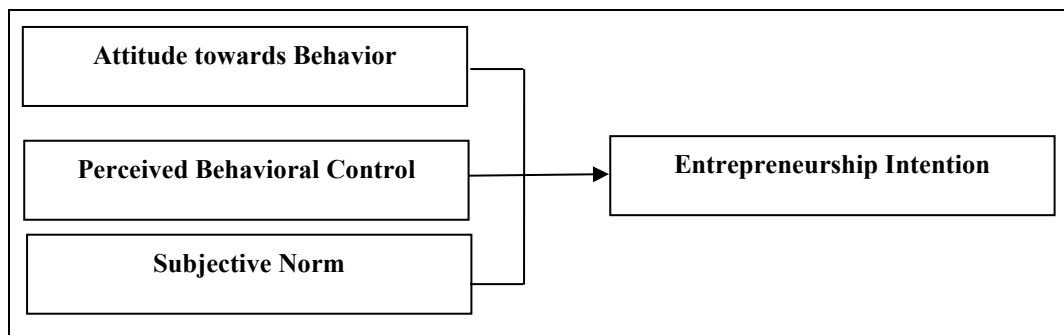 Attitude towards Behavior
Perceived Behavioral Control
Entrepreneurship Intention
Subjective Norm